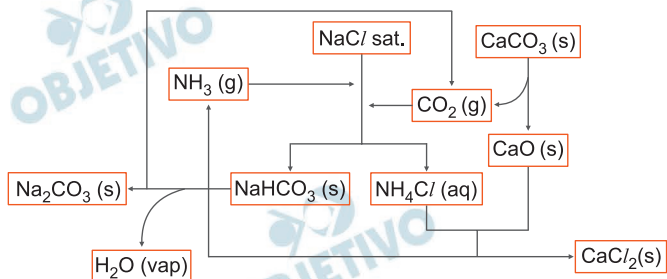 NaCl sat.
CaCO₃ (s)
NH₃ (g)
CO₂ (g)
CaO (s)
Na₂CO₃ (s)
NaHCO₃ (s)
NH₄Cl (aq)
H₂O (vap)
CaCl₂(s)
OBJETIVO
OBJETIVO